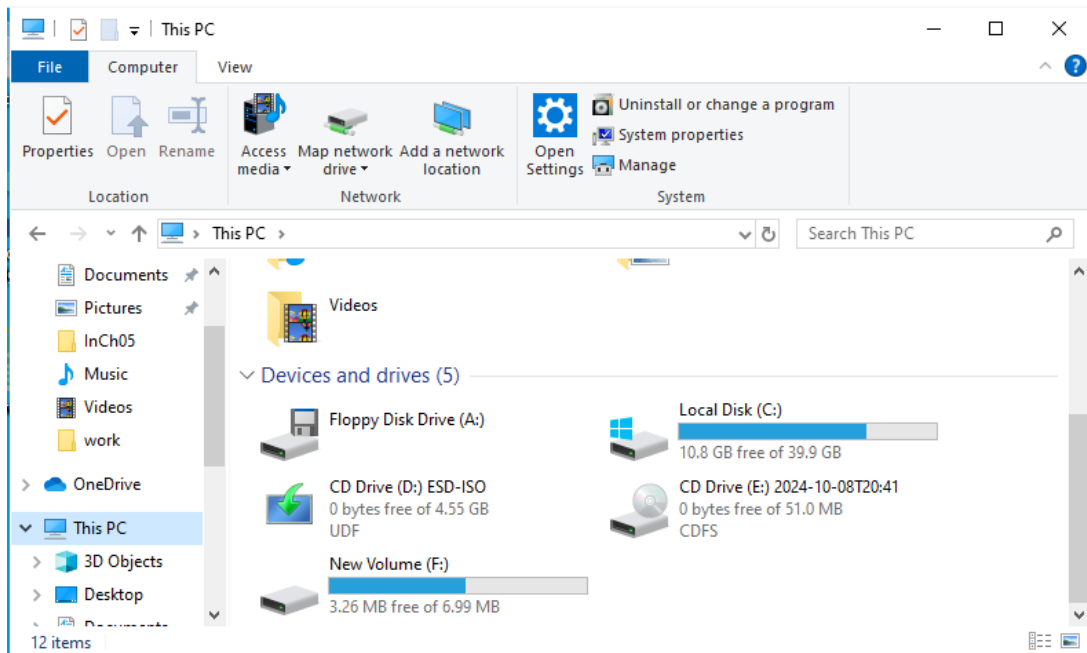 This PC
File Computer View
Properties Open Rename
Access media
Map network drive
Add a network location
Open Settings
Uninstall or change a program
System properties
Manage
Location Network System
This PC
Search This PC
Documents
Pictures
InCh05
Music
Videos
work
OneDrive
This PC
3D Objects
Desktop
Videos
Devices and drives (5)
Floppy Disk Drive (A:)
Local Disk (C:)
10.8 GB free of 39.9 GB
CD Drive (D:) ESD-ISO
0 bytes free of 4.55 GB
UDF
CD Drive (E:) 2024-10-08T20:41
0 bytes free of 51.0 MB
CDFS
New Volume (F:)
3.26 MB free of 6.99 MB
12 items